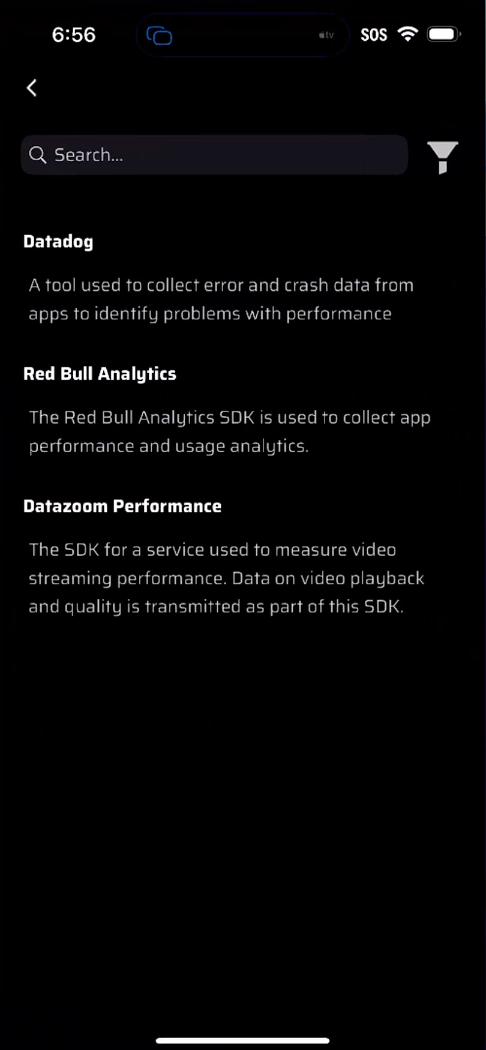 6:56
tv
SOS
Search...
Datadog
A tool used to collect error and crash data from
apps to identify problems with performance
Red Bull Analytics
The Red Bull Analytics SDK is used to collect app
performance and usage analytics.
Datazoom Performance
The SDK for a service used to measure video
streaming performance. Data on video playback
and quality is transmitted as part of this SDK.